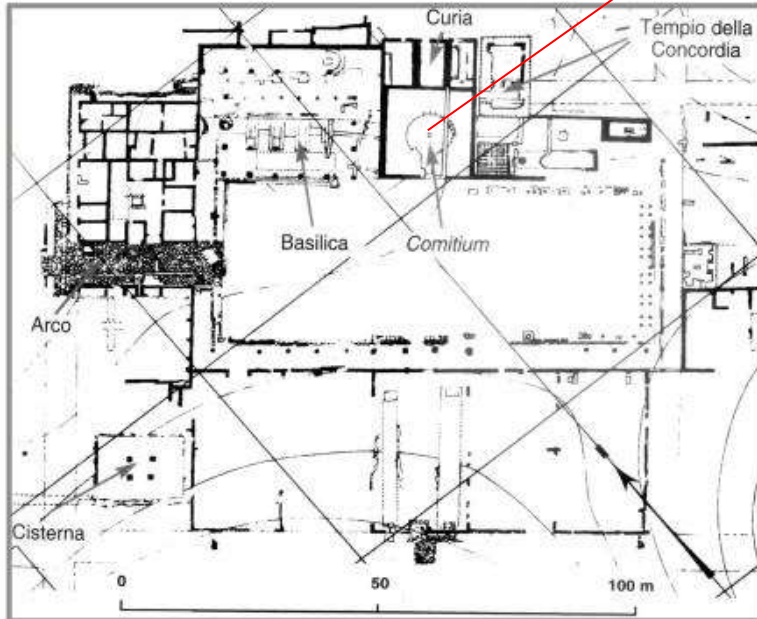 Curia
Tempio della
Concordia
Basilica
Comitium
Arco
Cisterna
0 50 100 m